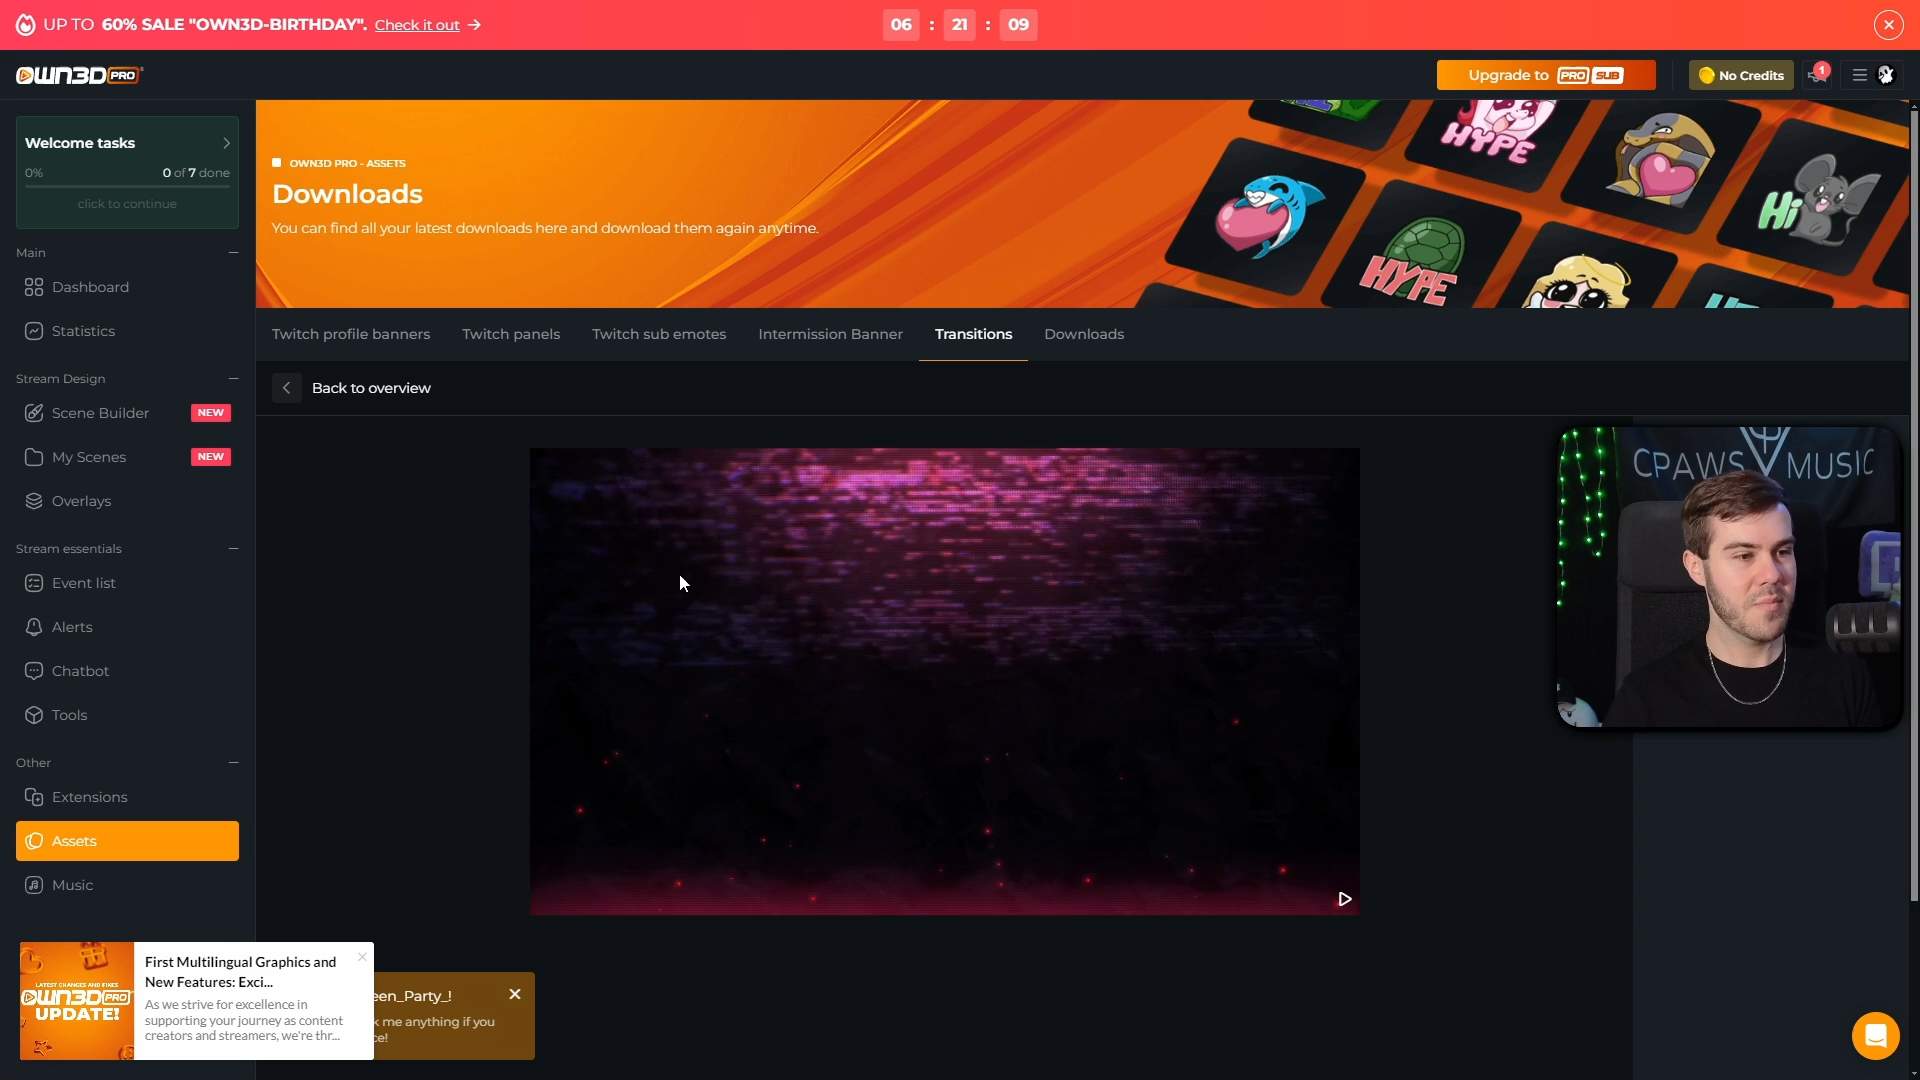 UP TO 60% SALE "OWN3D-BIRTHDAY". Check it out →
06 : 21 : 09
OWN3D PRO
Upgrade to PRO SUB
No Credits
1
Welcome tasks
0%
0 of 7 done
click to continue
Main
Dashboard
Statistics
Stream Design
Scene Builder
NEW
My Scenes
NEW
Overlays
Stream essentials
Event list
Alerts
Chatbot
Tools
Other
Extensions
Assets
Music
OWN3D PRO - ASSETS
Downloads
You can find all your latest downloads here and download them again anytime.
HYPE
Hi
HYPE
Twitch profile banners
Twitch panels
Twitch sub emotes
Intermission Banner
Transitions
Downloads
Back to overview
CPAWS MUSIC
LATEST CHANGES AND FIXES
OWN3D PRO
UPDATE!
First Multilingual Graphics and
New Features: Exci...
As we strive for excellence in
supporting your journey as content
creators and streamers, we're thr...
een_Party_!
k me anything if you
ce!